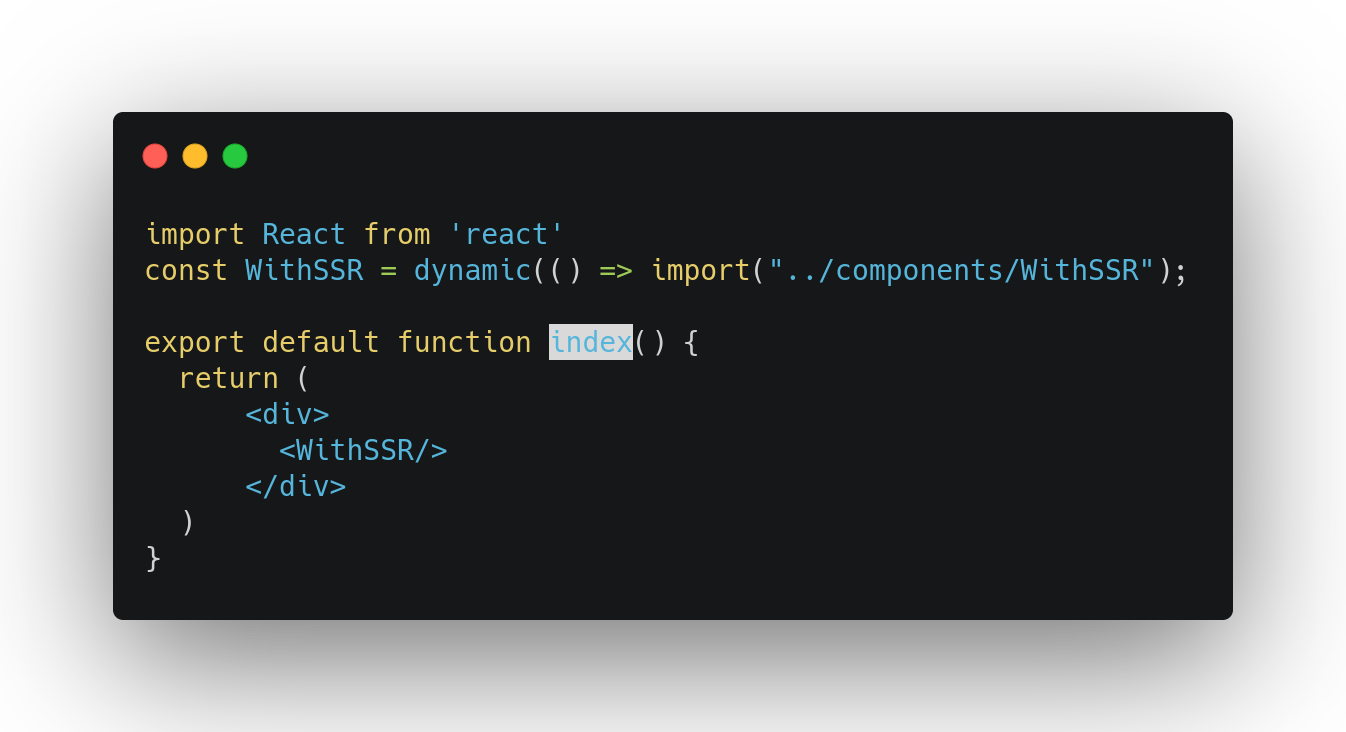 import React from 'react'
const WithSSR = dynamic(() => import("../components/WithSSR");

export default function index() {
  return (
      <div>
        <WithSSR/>
      </div>
  )
}